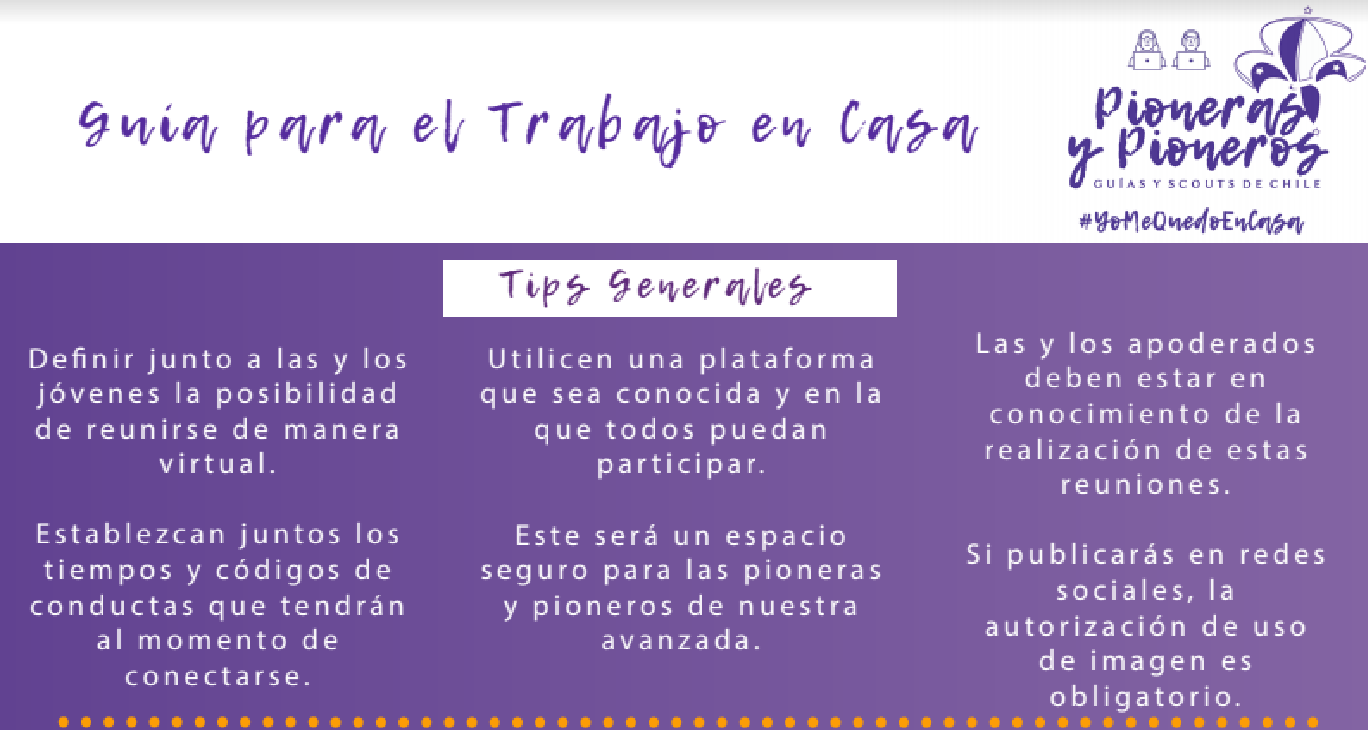 Guía para el Trabajo en Casa
Pioneras
y Pioneros
GUÍAS Y SCOUTS DE CHILE
#YoMeQuedoEnCasa
Tips Generales
Definir junto a las y los
jóvenes la posibilidad
de reunirse de manera
virtual.
Establezcan juntos los
tiempos y códigos de
conductas que tendrán
al momento de
conectarse.
Utilicen una plataforma
que sea conocida y en la
que todos puedan
participar.
Este será un espacio
seguro para las pioneras
y pioneros de nuestra
avanzada.
Las y los apoderados
deben estar en
conocimiento de la
realización de estas
reuniones.
Si publicarás en redes
sociales, la
autorización de uso
de imagen es
obligatorio.